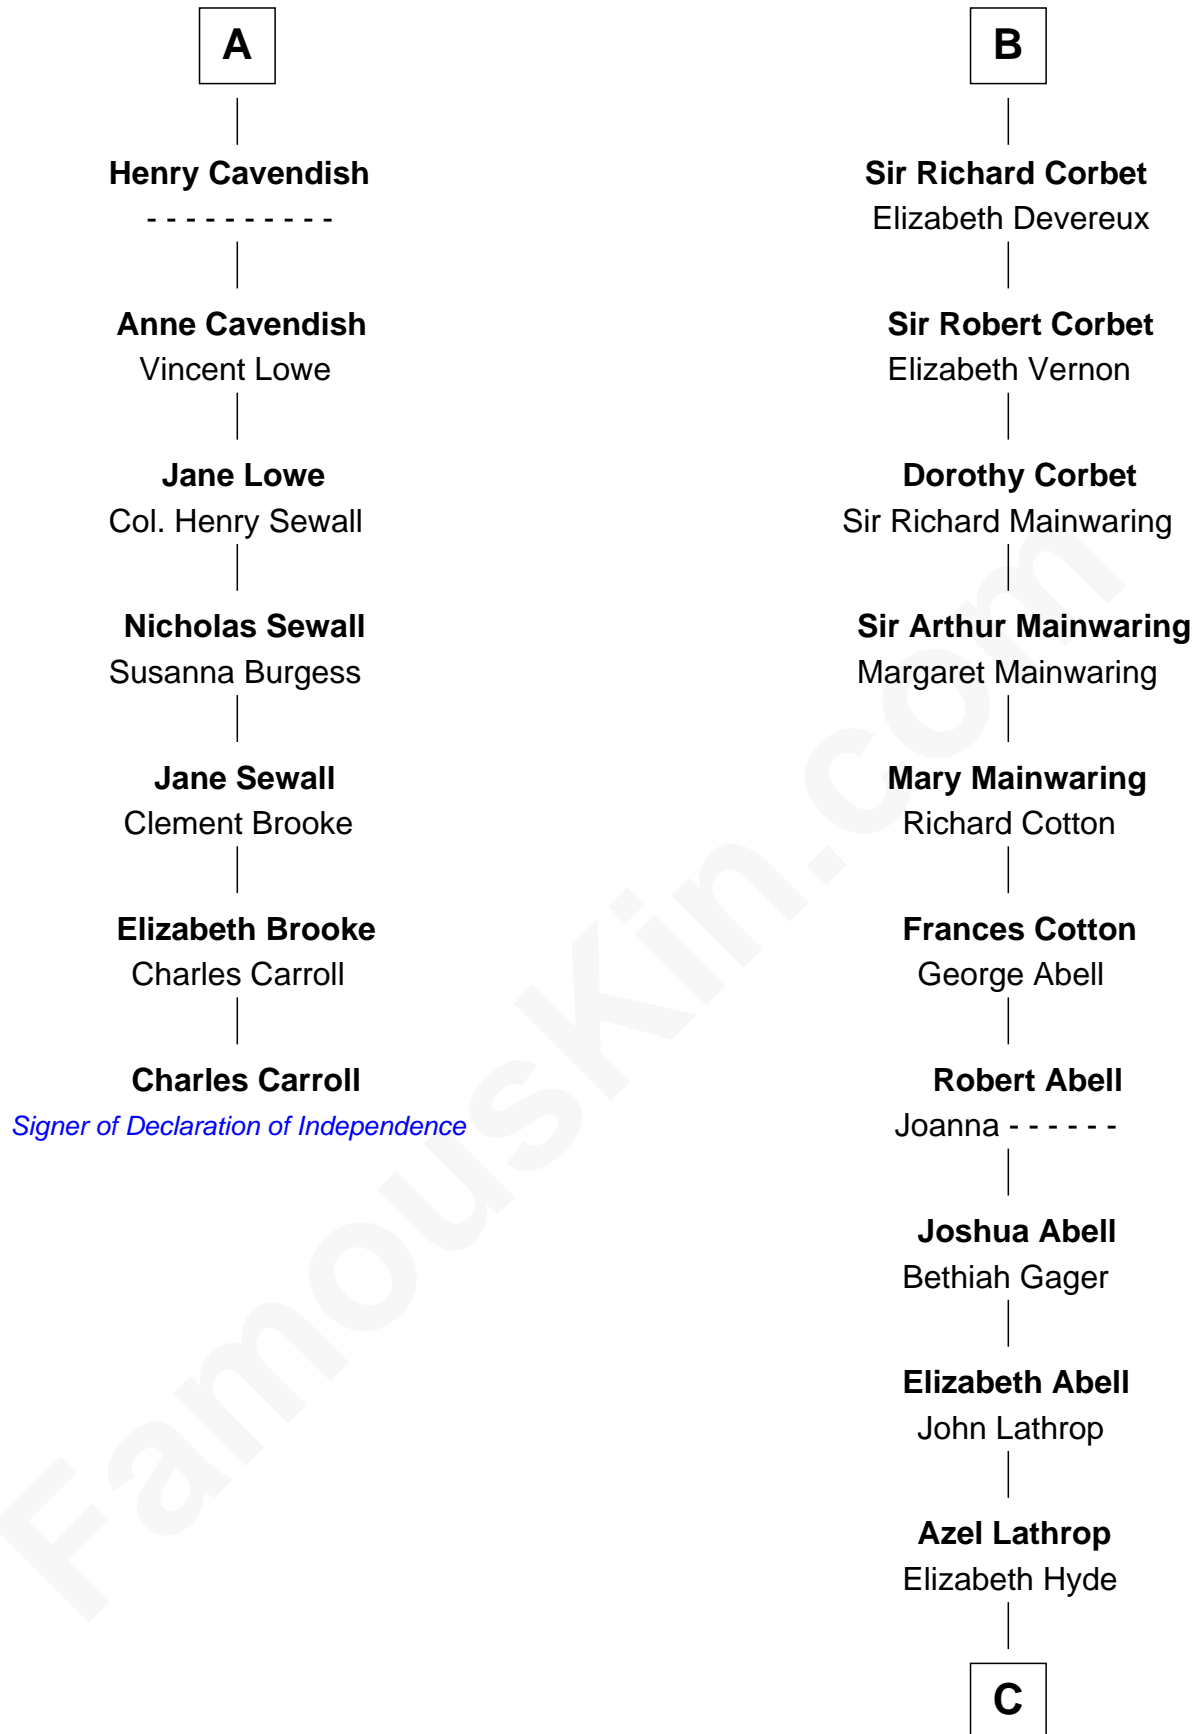 A
Henry Cavendish
- - - - - - - - - -
Anne Cavendish
Vincent Lowe
Jane Lowe
Col. Henry Sewall
Nicholas Sewall
Susanna Burgess
Jane Sewall
Clement Brooke
Elizabeth Brooke
Charles Carroll
Charles Carroll
Signer of Declaration of Independence
B
Sir Richard Corbet
Elizabeth Devereux
Sir Robert Corbet
Elizabeth Vernon
Dorothy Corbet
Sir Richard Mainwaring
Sir Arthur Mainwaring
Margaret Mainwaring
Mary Mainwaring
Richard Cotton
Frances Cotton
George Abell
Robert Abell
Joanna - - - - - -
Joshua Abell
Bethiah Gager
Elizabeth Abell
John Lathrop
Azel Lathrop
Elizabeth Hyde
C
FamousKin.com